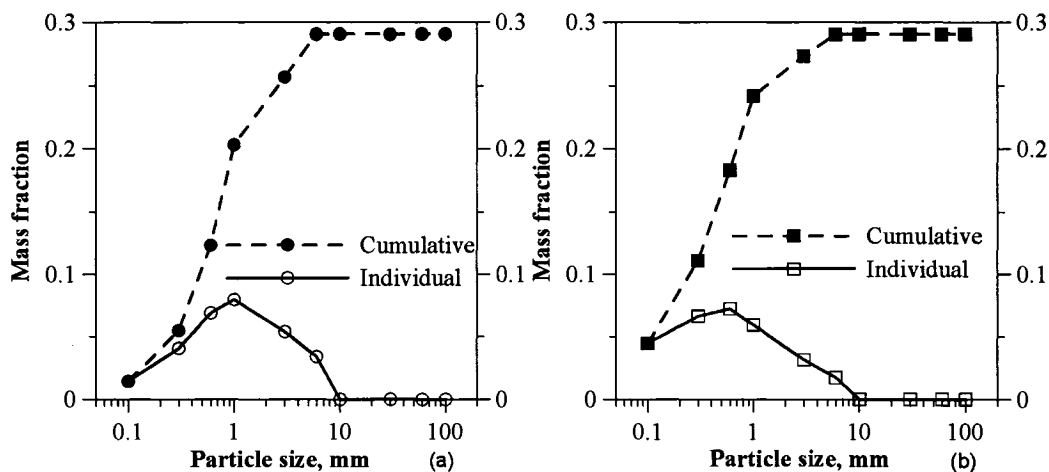 0.3
0.2
0.1
0
Mass fraction
0.3
0.2
0.1
0
Cumulative
Individual
0.1
1
10
100
Particle size, mm
(a)
0.3
0.2
0.1
0
Mass fraction
0.3
0.2
0.1
0
Cumulative
Individual
0.1
1
10
100
Particle size, mm
(b)